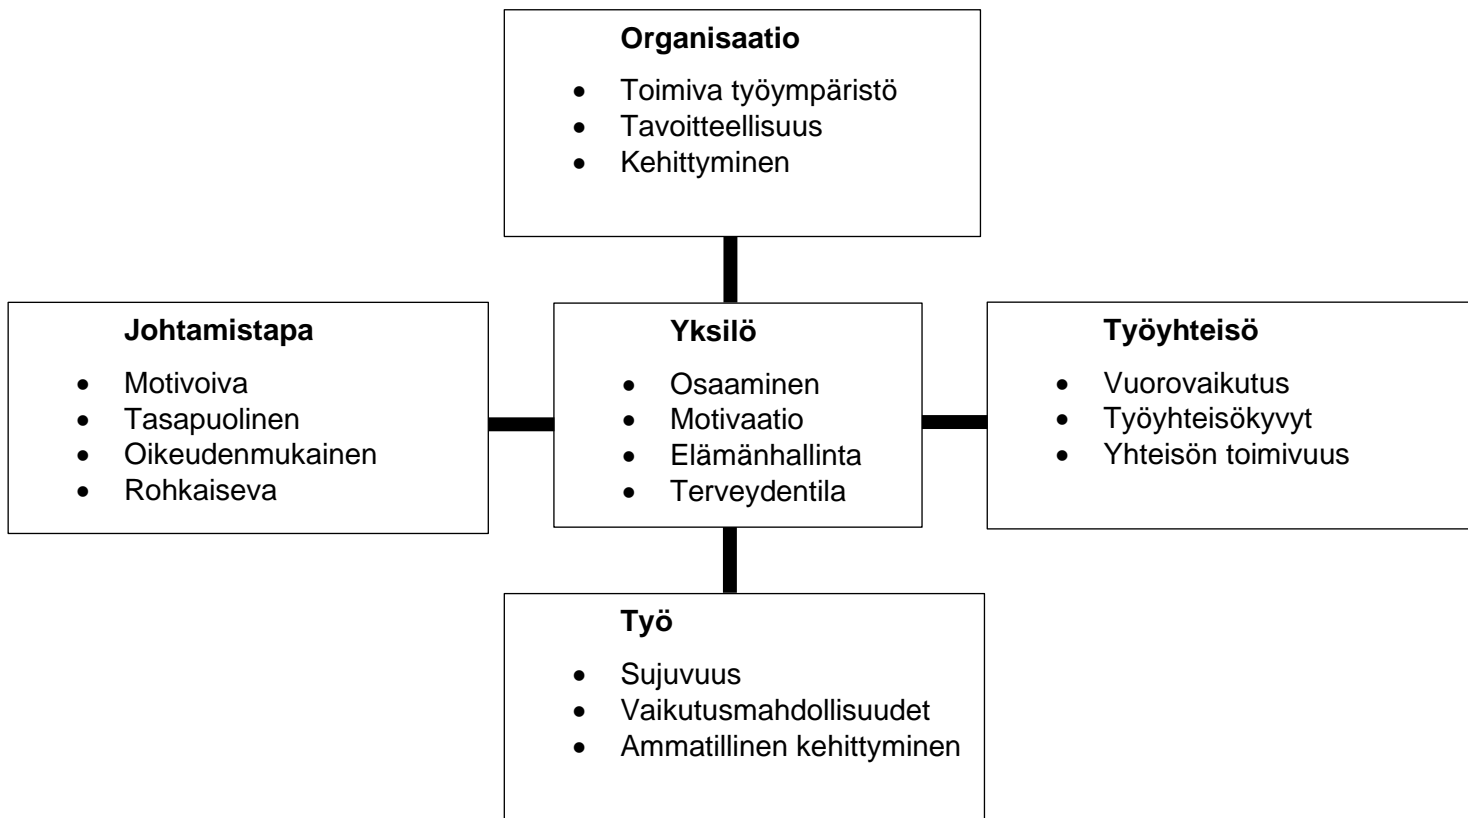 Organisaatio
• Toimiva työympäristö
• Tavoitteellisuus
• Kehittyminen
Johtamistapa
• Motivoiva
• Tasapuolinen
• Oikeudenmukainen
• Rohkaiseva
Yksilö
• Osaaminen
• Motivaatio
• Elämänhallinta
• Terveydentila
Työyhteisö
• Vuorovaikutus
• Työyhteisökyvyt
• Yhteisön toimivuus
Työ
• Sujuvuus
• Vaikutusmahdollisuudet
• Ammatillinen kehittyminen